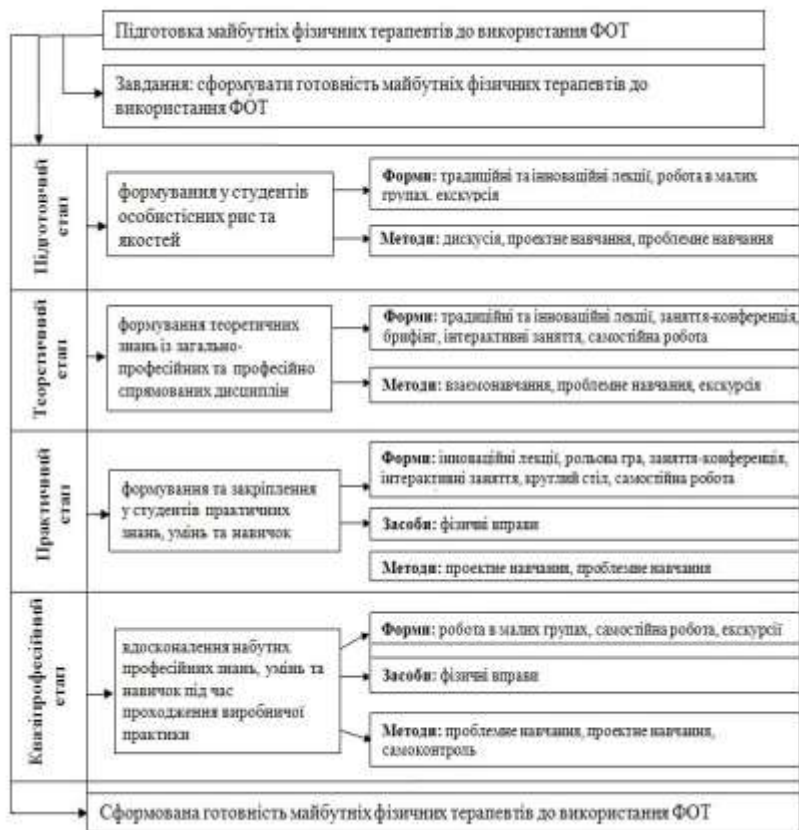 Підготовка майбутніх фізичних терапевтів до використання ФОТ
Завдання: сформувати готовність майбутніх фізичних терапевтів до
використання ФОТ
Підготовчий
етап
формування у студентів
особистісних рис та
якостей
Форми: традиційні та інноваційні лекції, робота в малих
групах. екскурсія
Методи: дискусія, проектне навчання, проблемне навчання
Теоретичний
етап
формування теоретичних
знань із загально-
професійних та професійно
спрямованих дисциплін
Форми: традиційні та інноваційні лекції, заняття-конференція,
брифінг, інтерактивні заняття, самостійна робота
Методи: взаємонавчання, проблемне навчання, екскурсія
Практичний
етап
формування та закріплення
у студентів практичних
знань, умінь та навичок
Форми: інноваційні лекції, рольова гра, заняття-конференція,
інтерактивні заняття, круглий стіл, самостійна робота
Засоби: фізичні вправи
Методи: проектне навчання, проблемне навчання
Квазіпрофесійний
етап
вдосконалення набутих
професійних знань, умінь та
навичок під час
проходження виробничої
практики
Форми: робота в малих групах, самостійна робота, екскурсії
Засоби: фізичні вправи
Методи: проблемне навчання, проектне навчання,
самоконтроль
Сформована готовність майбутніх фізичних терапевтів до використання ФОТ